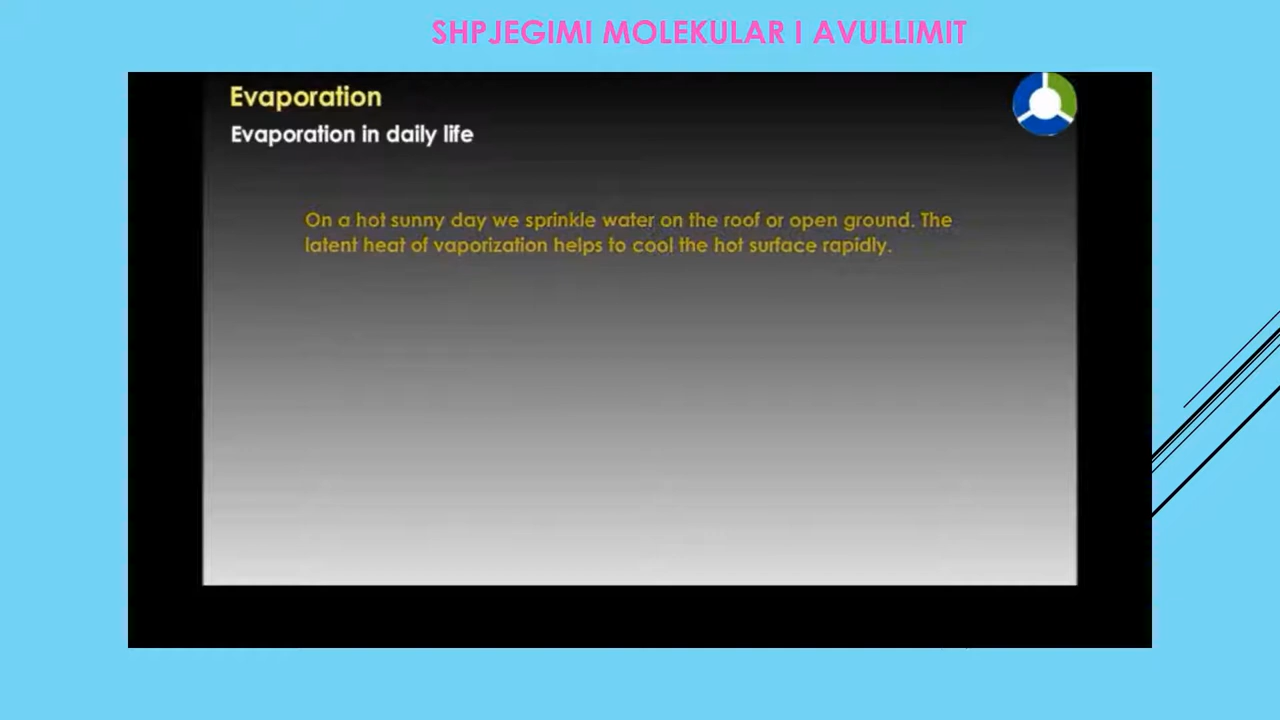 SHPJEGIMI MOLEKULAR I AVULLIMIT
Evaporation
Evaporation in daily life
On a hot sunny day we sprinkle water on the roof or open ground. The
latent heat of vaporization helps to cool the hot surface rapidly.